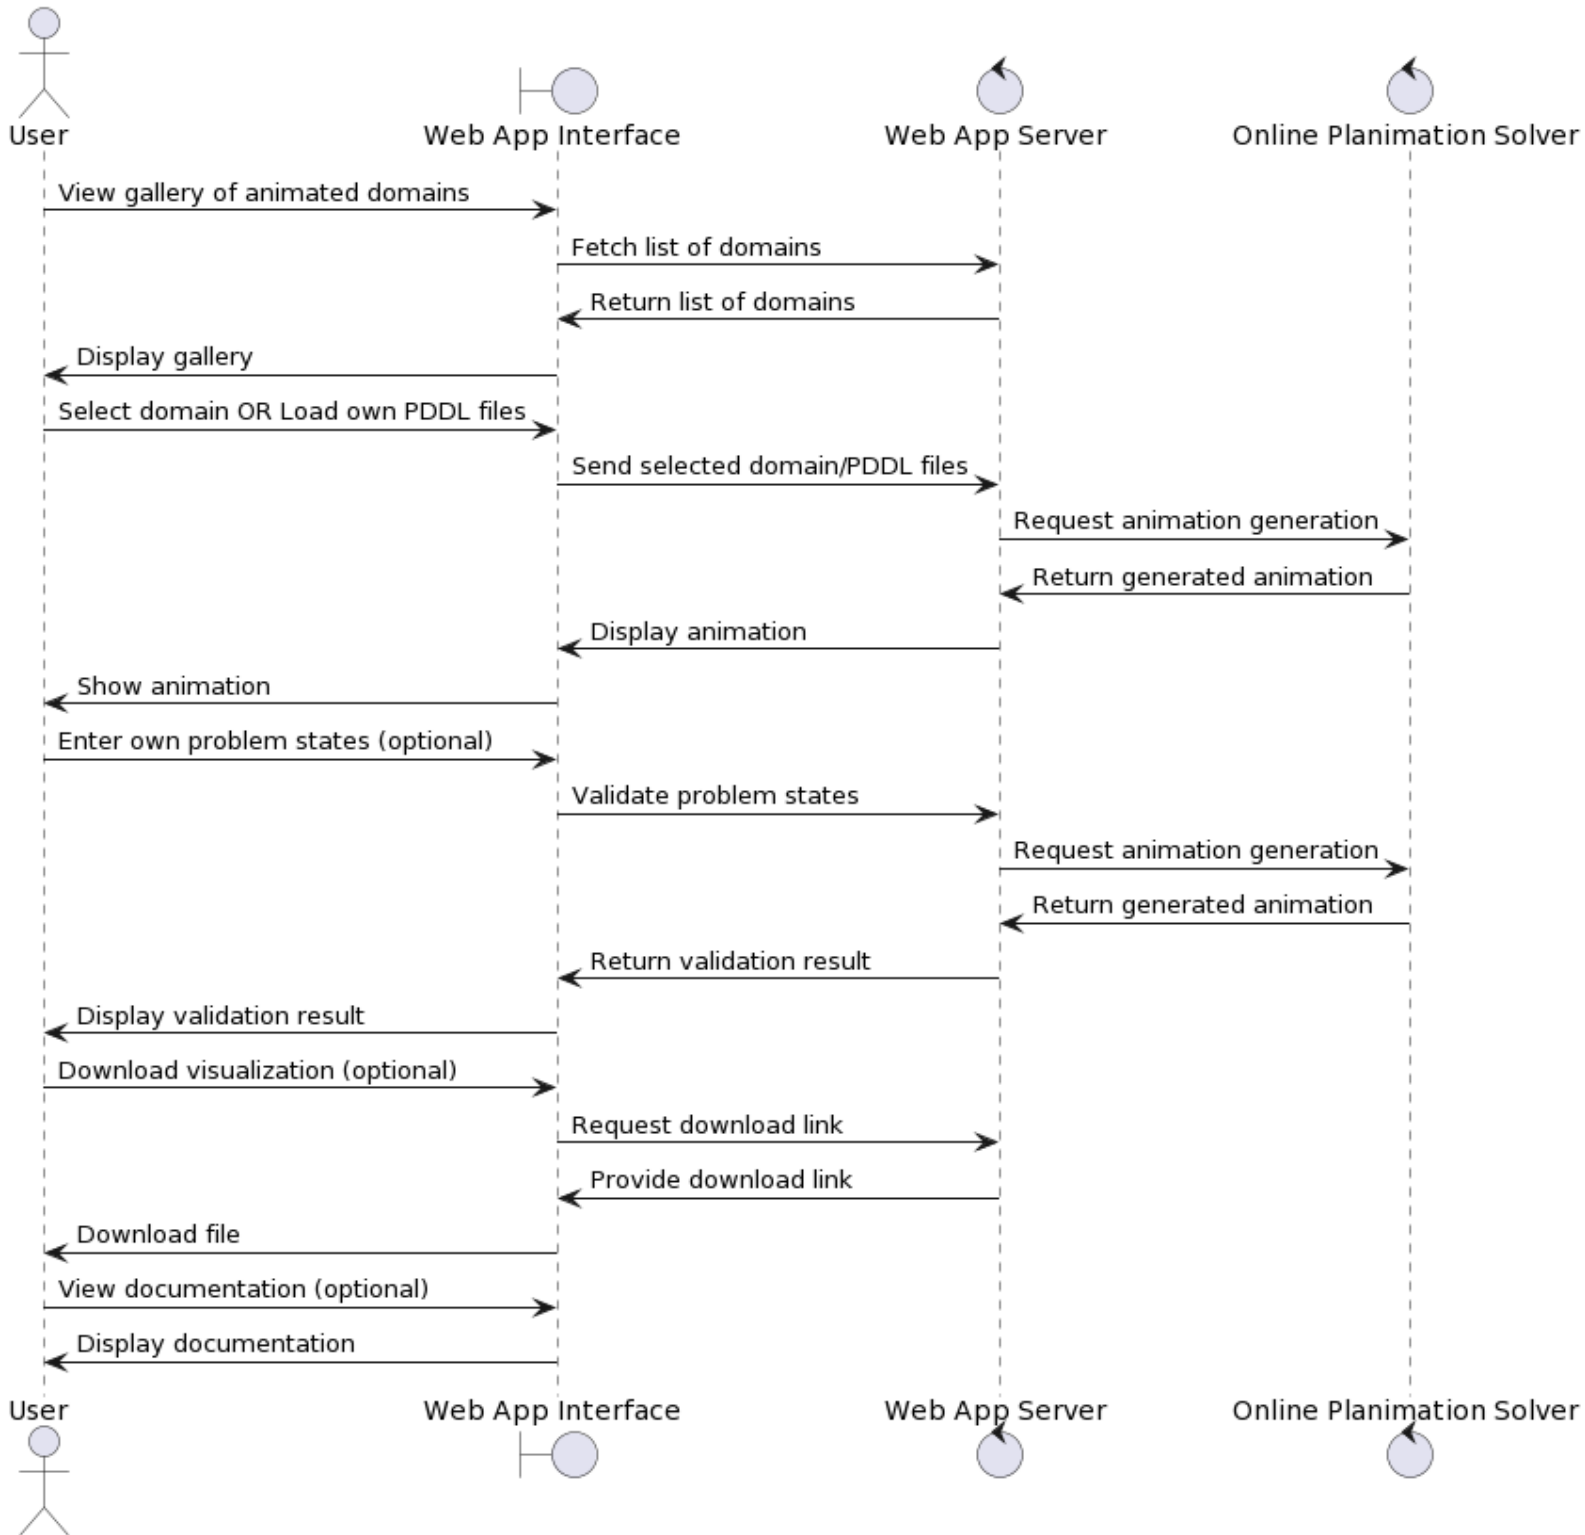 User
Web App Interface
Web App Server
Online Planimation Solver
View gallery of animated domains
Fetch list of domains
Return list of domains
Display gallery
Select domain OR Load own PDDL files
Send selected domain/PDDL files
Request animation generation
Return generated animation
Display animation
Show animation
Enter own problem states (optional)
Validate problem states
Request animation generation
Return generated animation
Return validation result
Display validation result
Download visualization (optional)
Request download link
Provide download link
Download file
View documentation (optional)
Display documentation
User
Web App Interface
Web App Server
Online Planimation Solver